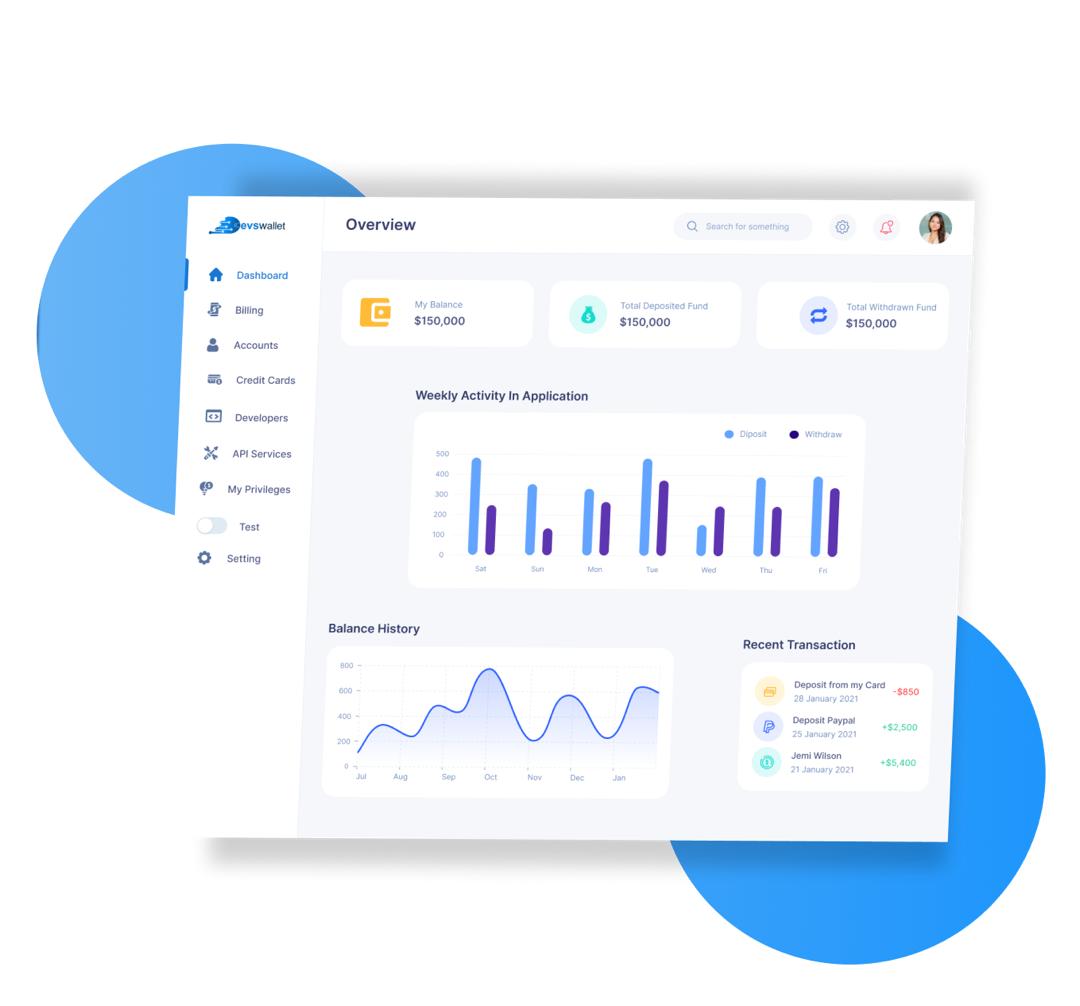 Devswallet
Overview
Search for something
Dashboard
Billing
Accounts
Credit Cards
Developers
API Services
My Privileges
Test
Setting
My Balance
$150,000
Total Deposited Fund
$150,000
Total Withdrawn Fund
$150,000
Weekly Activity In Application
Diposit Withdraw
500
400
300
200
100
0
Sat Sun Mon Tue Wed Thu Fri
Balance History
800
600
400
200
0
Jul Aug Sep Oct Nov Dec Jan
Recent Transaction
Deposit from my Card -$850
28 January 2021
Deposit Paypal +$2,500
25 January 2021
Jemi Wilson +$5,400
21 January 2021